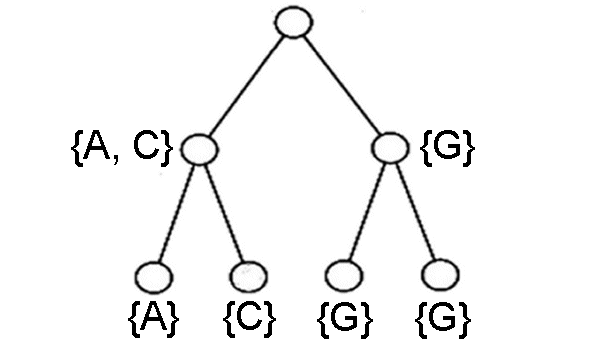 {A, C} {G}
{A} {C} {G} {G}